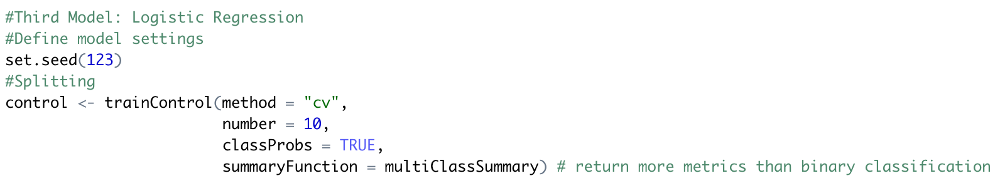 #Third Model: Logistic Regression
#Define model settings
set.seed(123)
#Splitting
control <- trainControl(method = "cv",
                        number = 10,
                        classProbs = TRUE,
                        summaryFunction = multiClassSummary) # return more metrics than binary classification